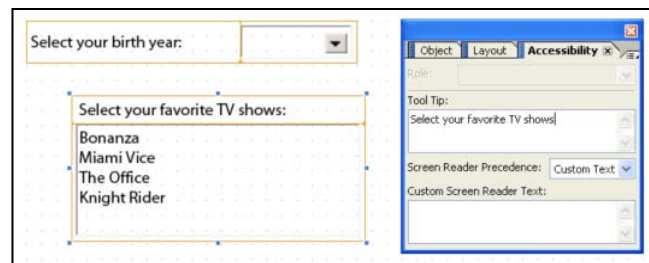 Select your birth year:
Select your favorite TV shows:
Bonanza
Miami Vice
The Office
Knight Rider
Object Layout Accessibility
Role:
Tool Tip:
Select your favorite TV shows
Screen Reader Precedence: Custom Text
Custom Screen Reader Text: